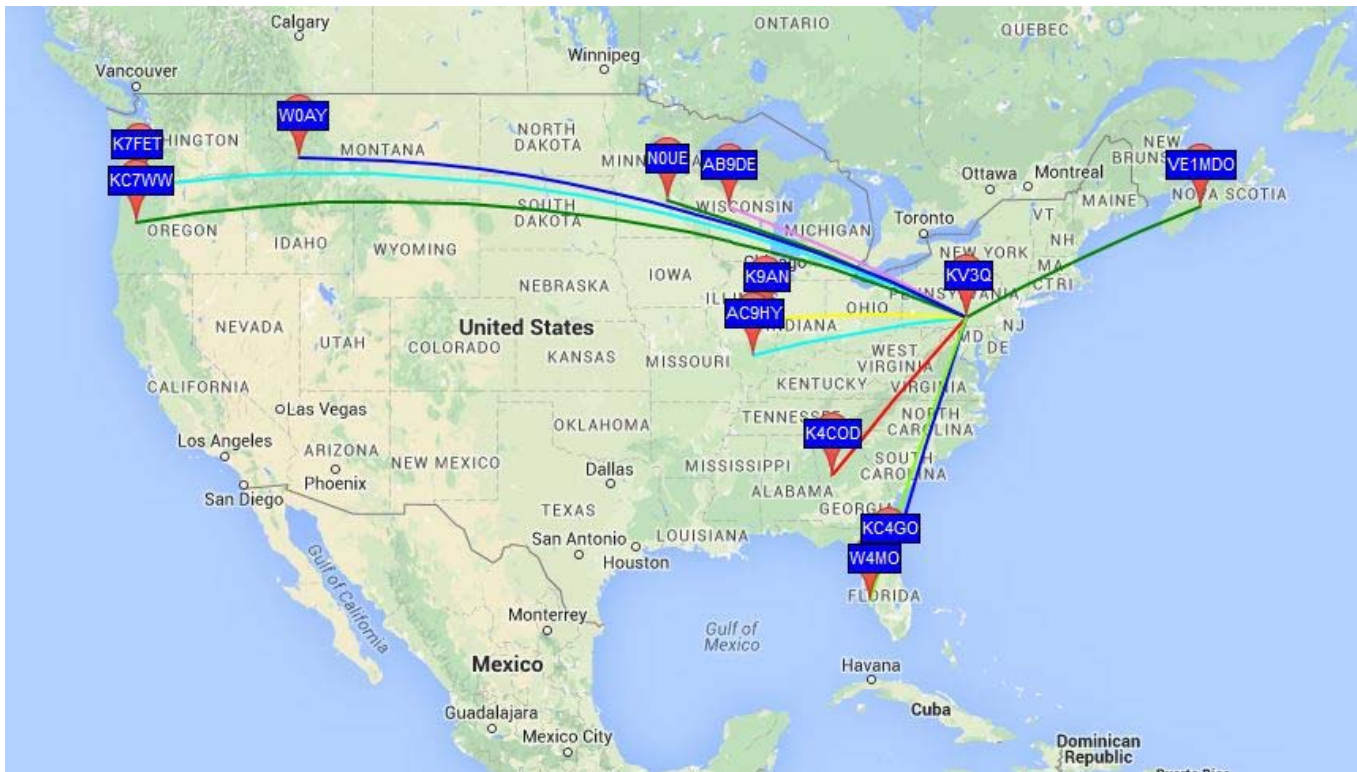 Calgary
ONTARIO
QUEBEC
Vancouver
Winnipeg
W0AY
K7FET
HINGTON
NORTH
DAKOTA
MONTANA
MINN
N0UE
AB9DE
NEW
BRUNS
VE1MDO
KC7WW
Ottawa
Montreal
NOVA SCOTIA
MAINE
WISCONSIN
SOUTH
DAKOTA
OREGON
MICHIGAN
Toronto
VT
NH
IDAHO
WYOMING
NEW YORK
MA
CT
RI
IOWA
K9AN
KV3Q
PENNSYLVANIA
NEBRASKA
ILL
OHIO
AC9HY
INDIANA
NEVADA
United States
NJ
MD
DE
UTAH
COLORADO
KANSAS
MISSOURI
WEST
VIRGINIA
CALIFORNIA
KENTUCKY
VIRGINIA
Las Vegas
OKLAHOMA
TENNESSEE
NORTH
CAROLINA
K4COD
Los Angeles
ARIZONA
NEW MEXICO
Phoenix
Dallas
MISSISSIPPI
SOUTH
CAROLINA
San Diego
ALABAMA
TEXAS
GEORGI
KC4GO
San Antonio
LOUISIANA
Houston
W4MO
Gulf of California
FLORIDA
Monterrey
Gulf of
Mexico
Mexico
Havana
Guadalajara
Cuba
Mexico City
Dominican
Republic